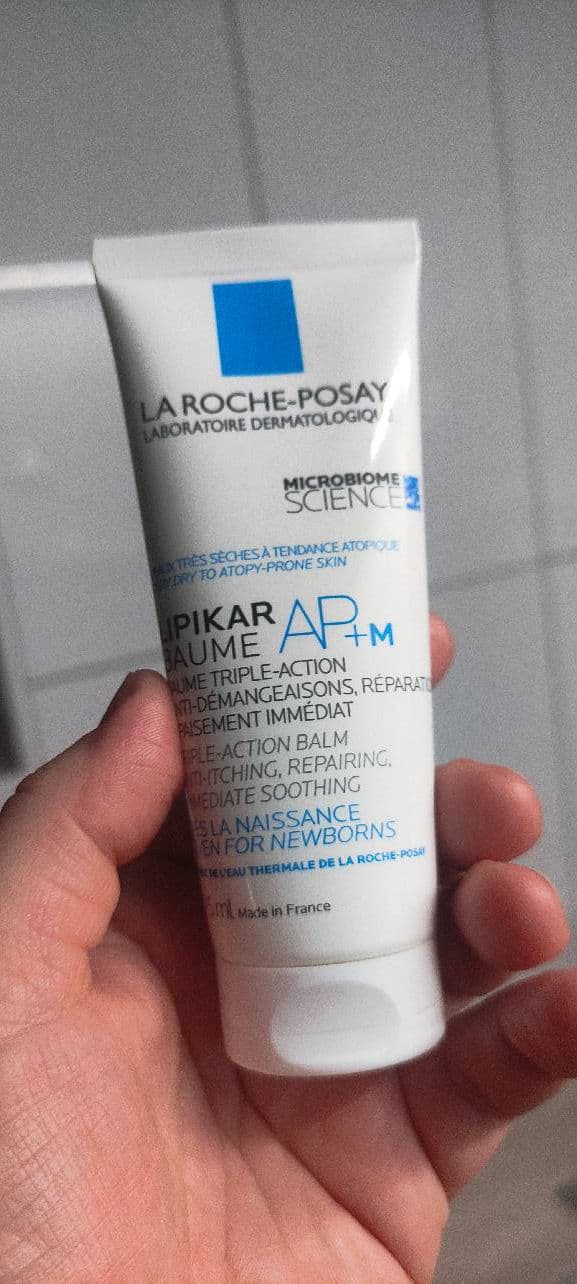 LA ROCHE-POSAY
LABORATOIRE DERMATOLOGIQUE
MICROBIOME
SCIENCE
TRÈS SÈCHES À TENDANCE ATOPIQUE
DRY TO ATOPY-PRONE SKIN
LIPIKAR AP+M
BAUME
BAUME TRIPLE-ACTION
ANTI-DÉMANGEAISONS,
APAISEMENT IMMÉDIAT
TRIPLE-ACTION BALM
ANTI-ITCHING, REPAIRING,
IMMEDIATE SOOTHING
DÈS LA NAISSANCE
EVEN FOR NEWBORNS
DE L'EAU THERMALE DE LA ROCHE-POSAY
ml Made in France